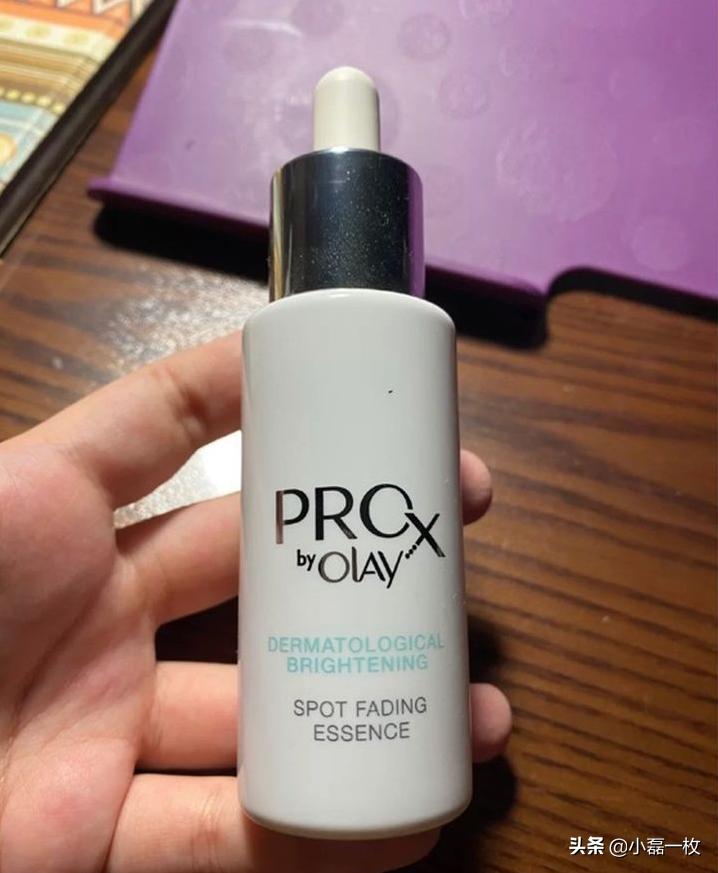 PROX
by OLAY
DERMATOLOGICAL
BRIGHTENING
SPOT FADING
ESSENCE
头条 @小磊一枚